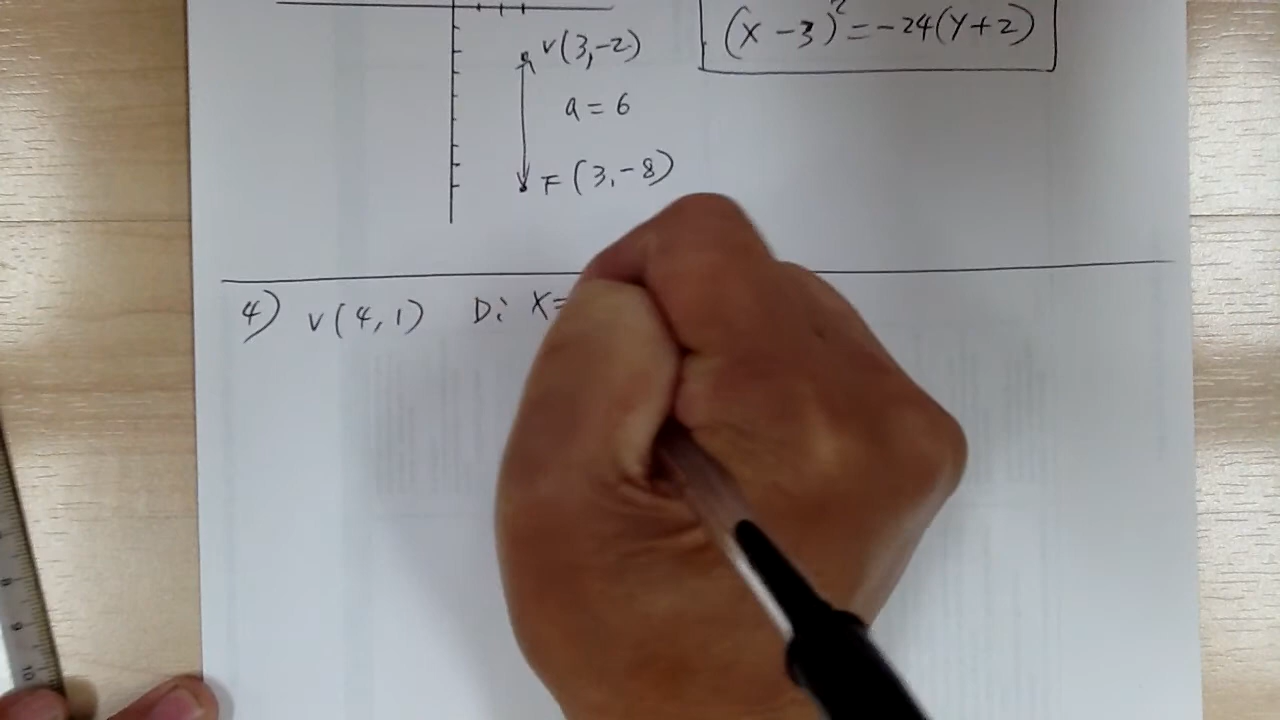 (x-3)²=-24(y+2)
V(3,-2)
a=6
F(3,-8)
4) V(4,1) D: X=